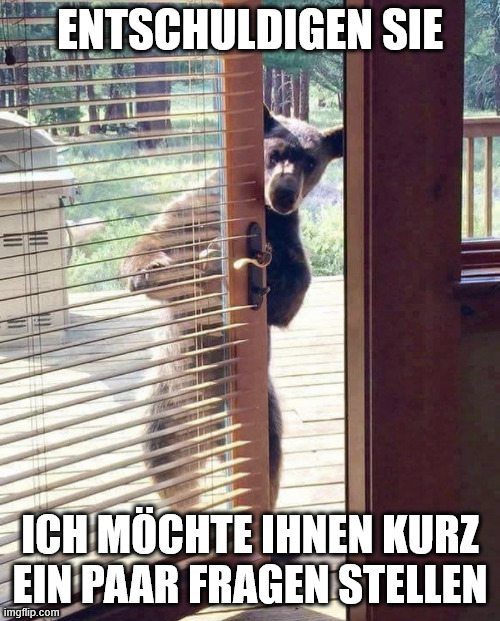 ENTSCHULDIGEN SIE
ICH MÖCHTE IHNEN KURZ
EIN PAAR FRAGEN STELLEN
imgflip.com